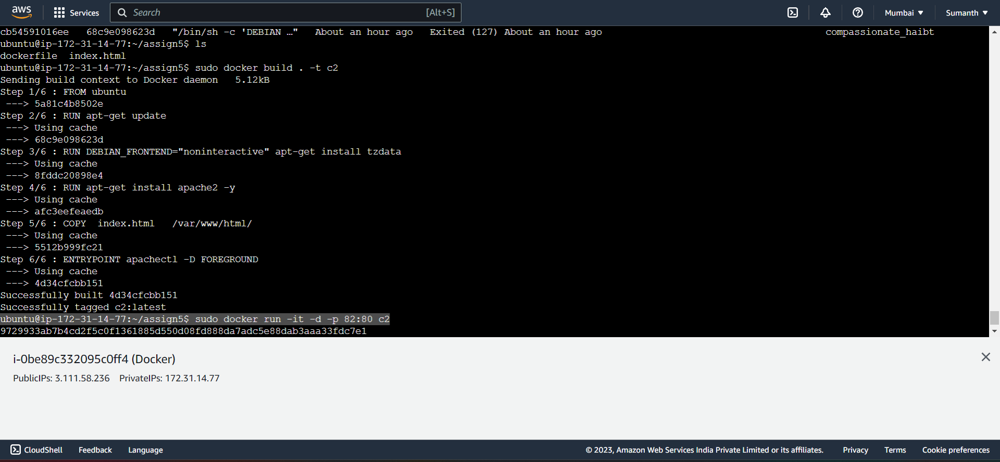 aws Services Search [Alt+S] Mumbai Sumanth
cb54591016ee 68c9e098623d "/bin/sh -c 'DEBIAN …" About an hour ago Exited (127) About an hour ago compassionate_haibt
ubuntu@ip-172-31-14-77:~/assign5$ ls
dockerfile index.html
ubuntu@ip-172-31-14-77:~/assign5$ sudo docker build . -t c2
Sending build context to Docker daemon 5.12kB
Step 1/6 : FROM ubuntu
---> 5a81c4b8502e
Step 2/6 : RUN apt-get update
---> Using cache
---> 68c9e098623d
Step 3/6 : RUN DEBIAN_FRONTEND="noninteractive" apt-get install tzdata
---> Using cache
---> 8fddc20898e4
Step 4/6 : RUN apt-get install apache2 -y
---> Using cache
---> afc3eefeaedb
Step 5/6 : COPY index.html /var/www/html/
---> Using cache
---> 5512b999fc21
Step 6/6 : ENTRYPOINT apachectl -D FOREGROUND
---> Using cache
---> 4d34cfcbb151
Successfully built 4d34cfcbb151
Successfully tagged c2:latest
ubuntu@ip-172-31-14-77:~/assign5$ sudo docker run -it -d -p 82:80 c2
9729933ab7b4cd2f5c0f1361885d550d08fd888da7adc5e88dab3aaa33fdc7e1
i-0be89c332095c0ff4 (Docker)
PublicIPs: 3.111.58.236 PrivateIPs: 172.31.14.77
CloudShell Feedback Language © 2023, Amazon Web Services India Private Limited or its affiliates. Privacy Terms Cookie preferences